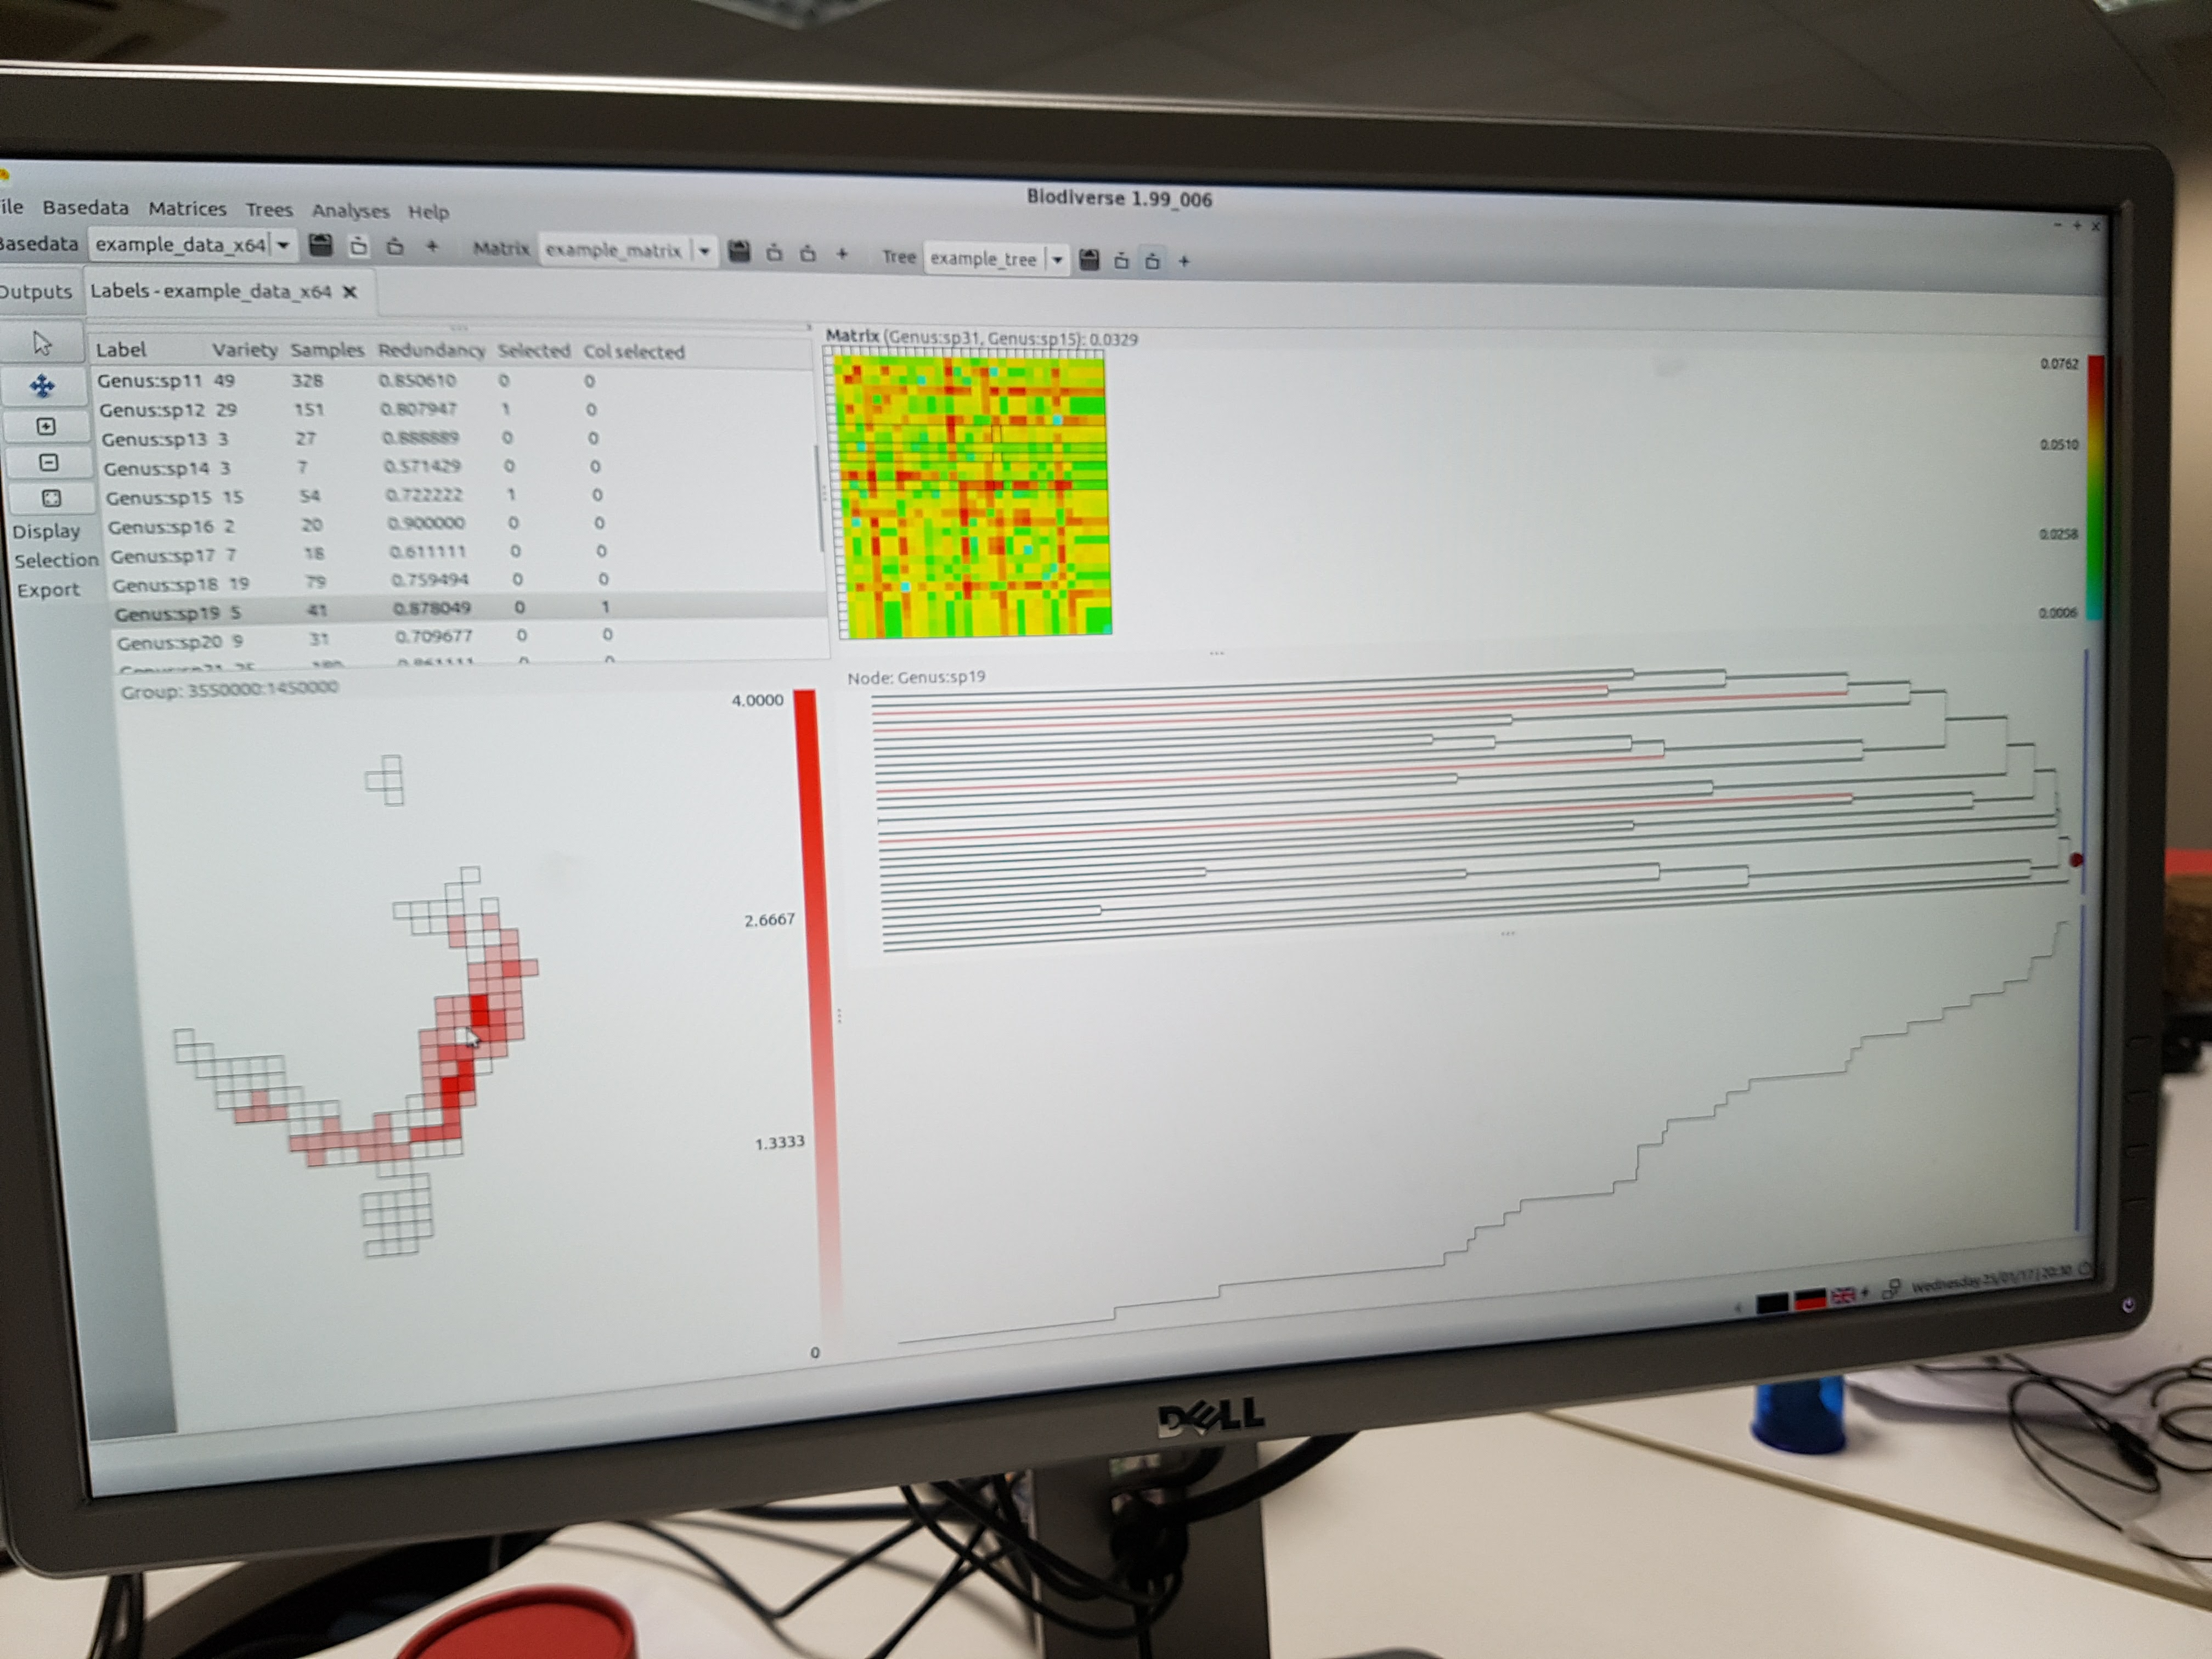 Biodiverse 1.99_006
ile Basedata Matrices Trees Analyses Help
Basedata example_data_x64 + Matrix example_matrix + Tree example_tree +
Outputs Labels - example_data_x64
Label Variety Samples Redundancy Selected Col selected
Genus:sp11 49 328 0.850610 0 0
Genus:sp12 29 151 0.807947 1 0
Genus:sp13 3 27 0.888889 0 0
Genus:sp14 3 7 0.571429 0 0
Genus:sp15 15 54 0.722222 1 0
Genus:sp16 2 20 0.900000 0 0
Genus:sp17 7 18 0.611111 0 0
Genus:sp18 19 79 0.759494 0 0
Genus:sp19 5 41 0.878049 0 1
Genus:sp20 9 31 0.709677 0 0
Display
Selection
Export
Matrix (Genus:sp31, Genus:sp15): 0.0329
0.0762
0.0510
0.0258
0.0006
Group: 3550000:1450000
4.0000
2.6667
1.3333
0
Node: Genus:sp19
Wednesday 25/01/17 | 20:30
DELL